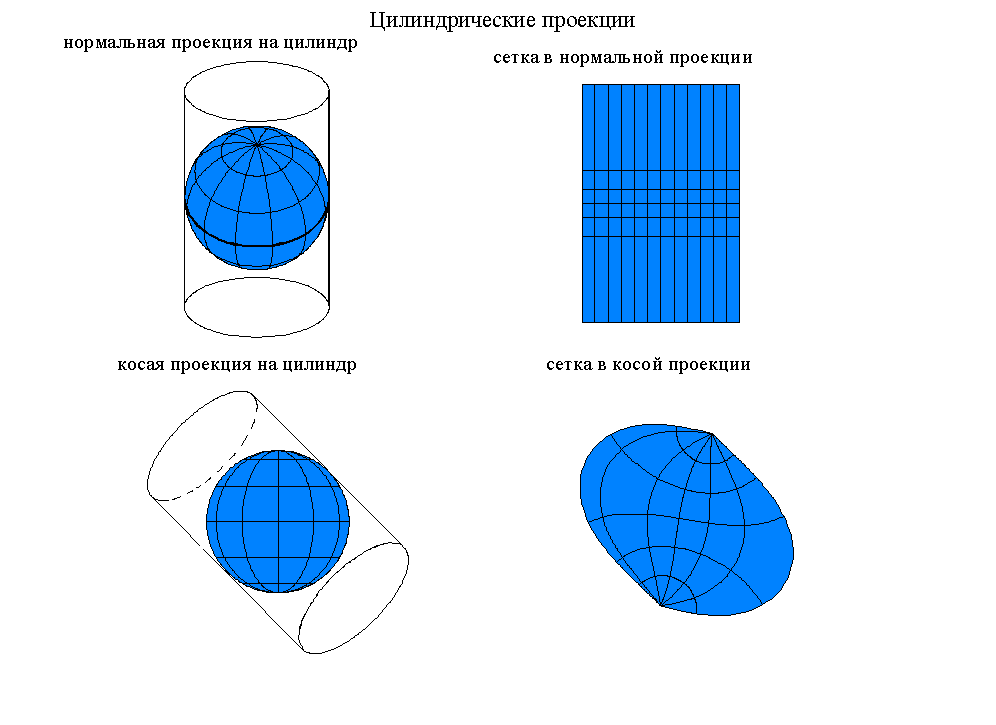 Цилиндрические проекции
нормальная проекция на цилиндр
сетка в нормальной проекции
косая проекция на цилиндр
сетка в косой проекции